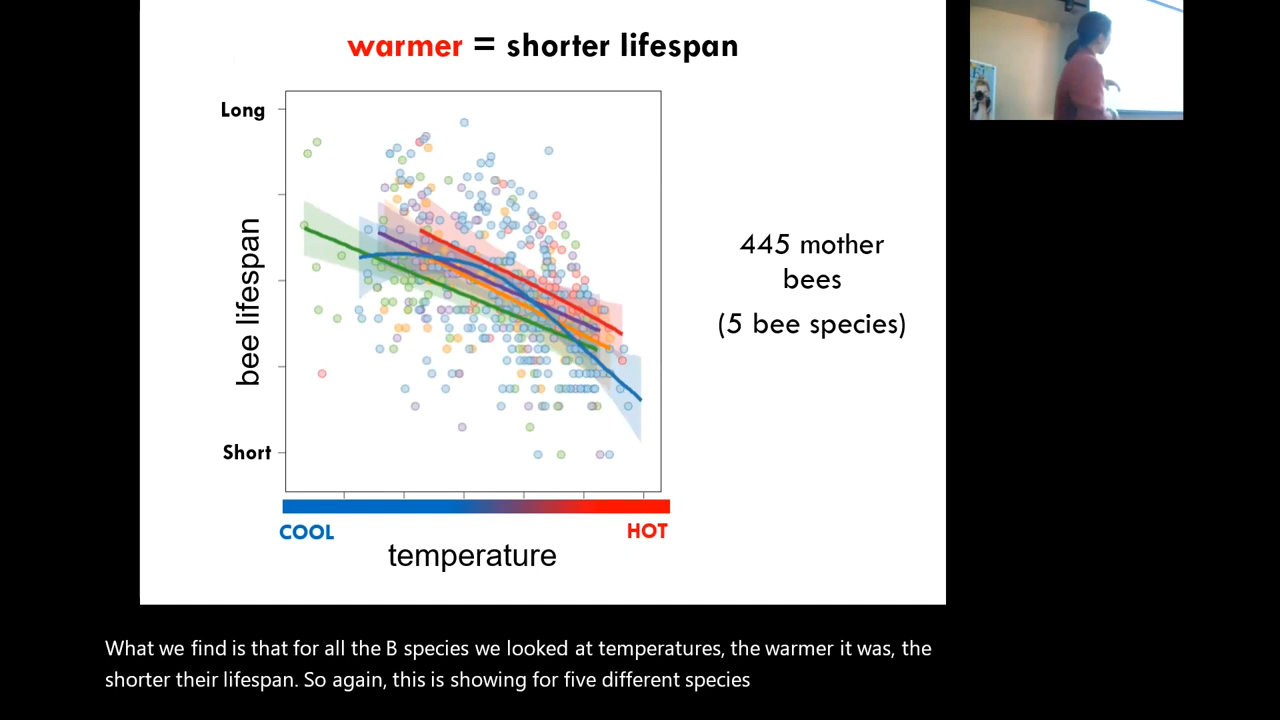 warmer = shorter lifespan
Long
bee lifespan
Short
COOL
HOT
temperature
445 mother
bees
(5 bee species)
What we find is that for all the B species we looked at temperatures, the warmer it was, the
shorter their lifespan. So again, this is showing for five different species